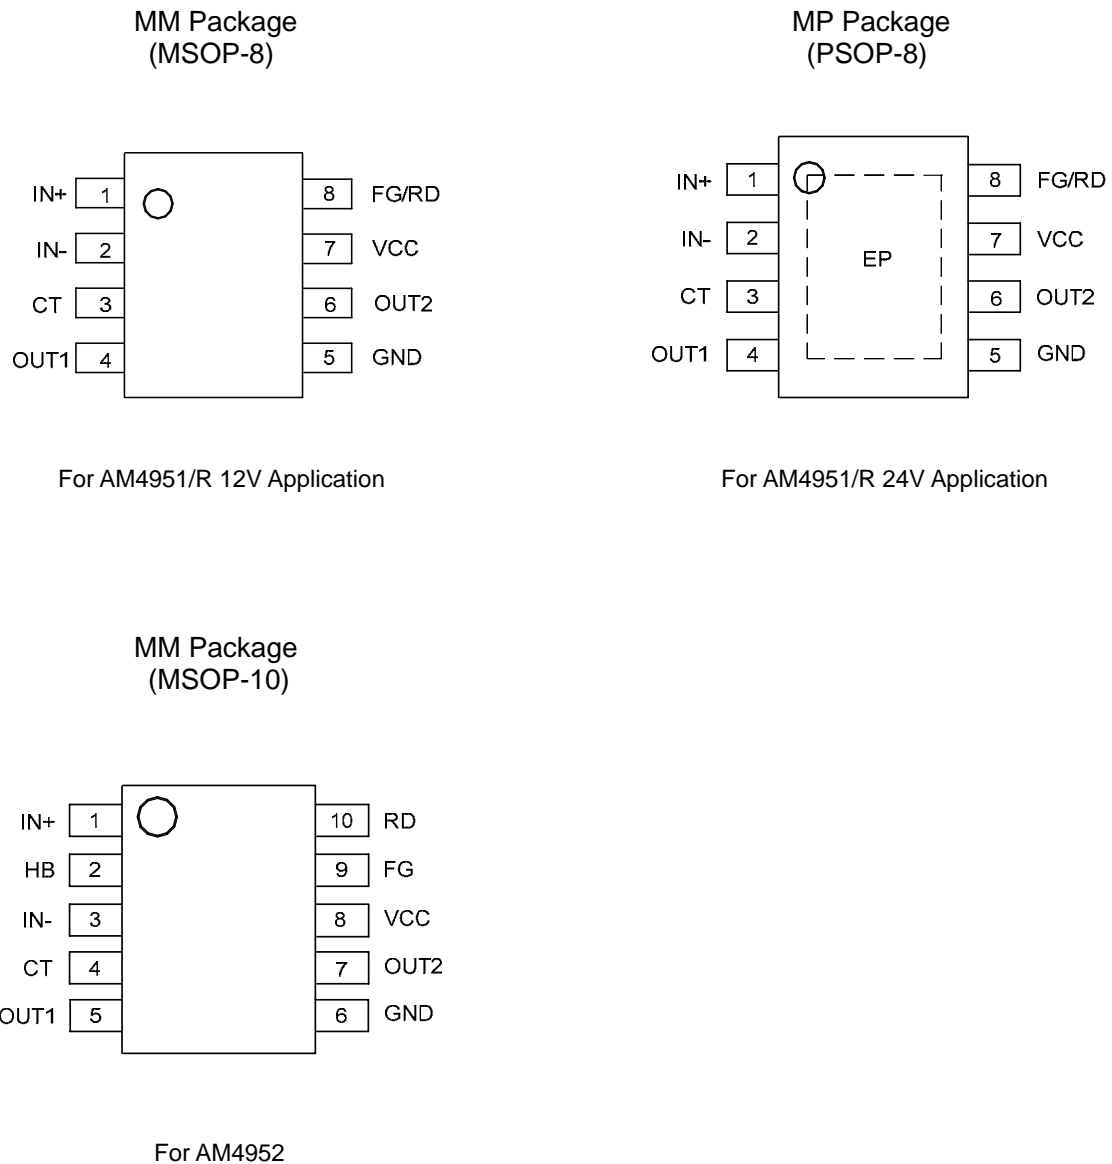 MM Package
(MSOP-8)
IN+ 1 8 FG/RD
IN- 2 7 VCC
CT 3 6 OUT2
OUT1 4 5 GND
For AM4951/R 12V Application
MP Package
(PSOP-8)
IN+ 1 8 FG/RD
IN- 2 7 VCC
EP
CT 3 6 OUT2
OUT1 4 5 GND
For AM4951/R 24V Application
MM Package
(MSOP-10)
IN+ 1 10 RD
HB 2 9 FG
IN- 3 8 VCC
CT 4 7 OUT2
OUT1 5 6 GND
For AM4952